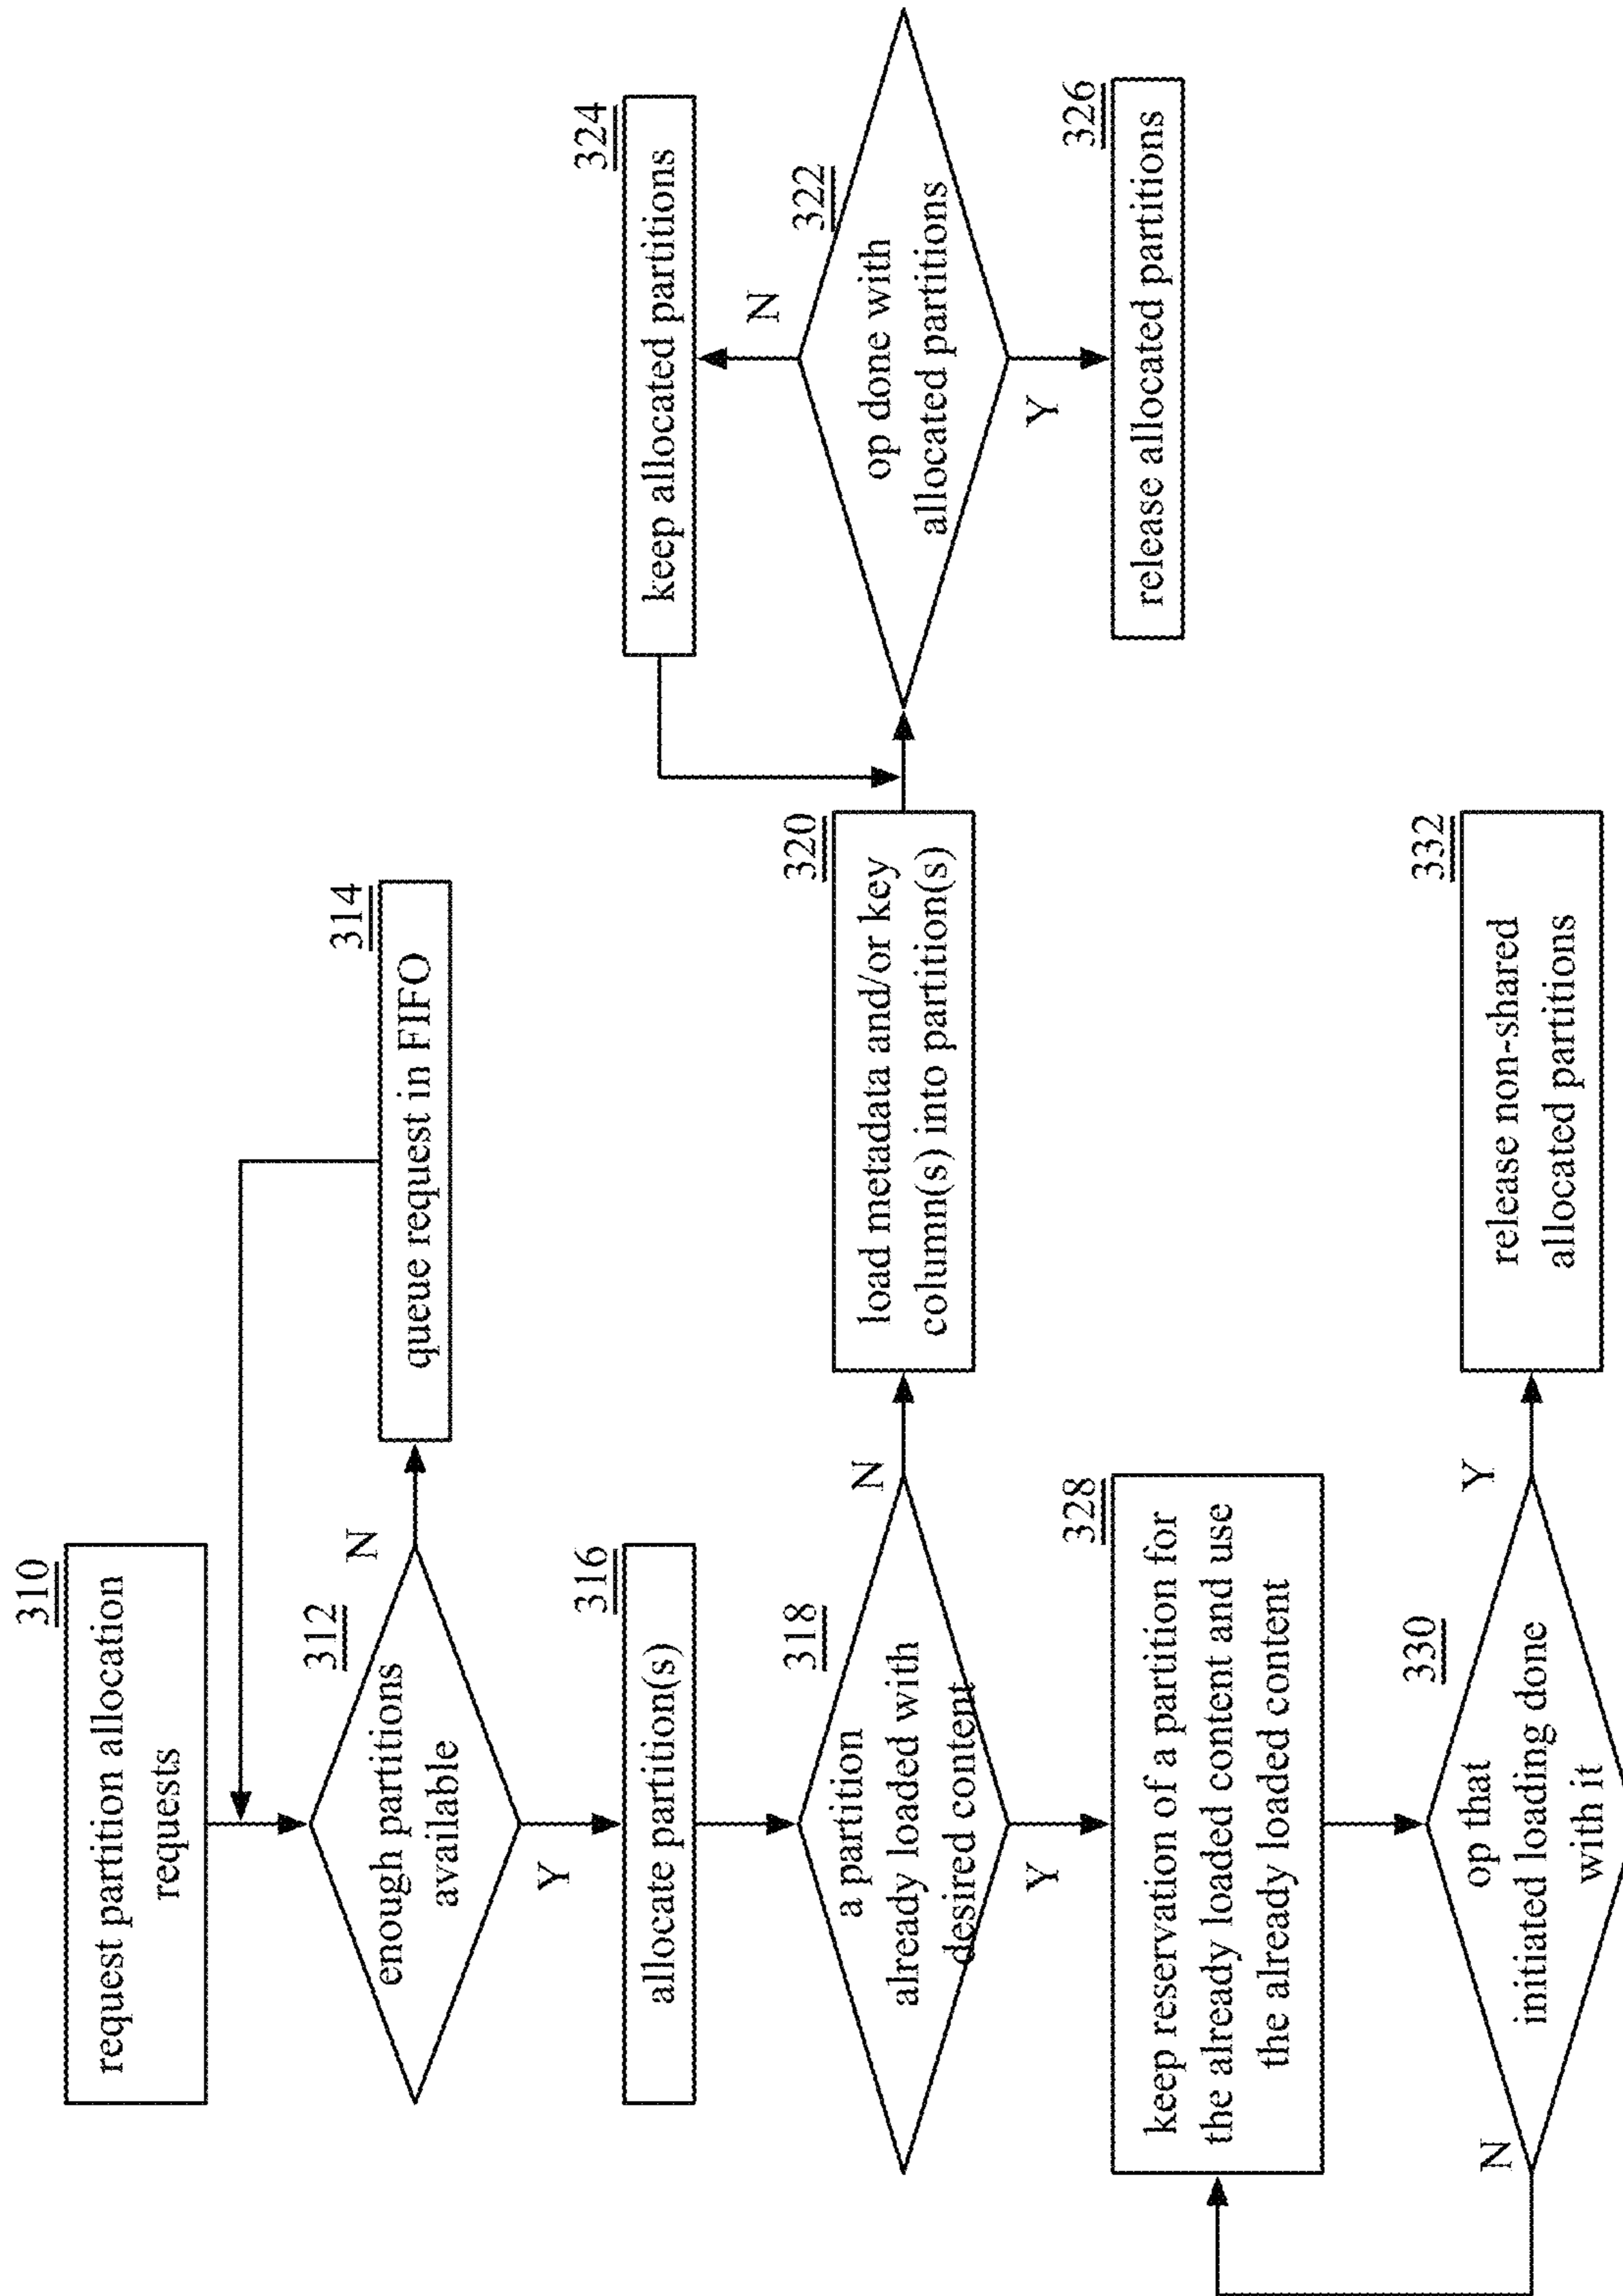 310
request partition allocation
requests
312
enough partitions
available
N
Y
314
queue request in FIFO
316
allocate partition(s)
318
a partition
already loaded with
desired content
N
Y
320
load metadata and/or key
column(s) into partition(s)
324
keep allocated partitions
322
op done with
allocated partitions
N
Y
326
release allocated partitions
328
keep reservation of a partition for
the already loaded content and use
the already loaded content
330
op that
initiated loading done
with it
N
Y
332
release non-shared
allocated partitions